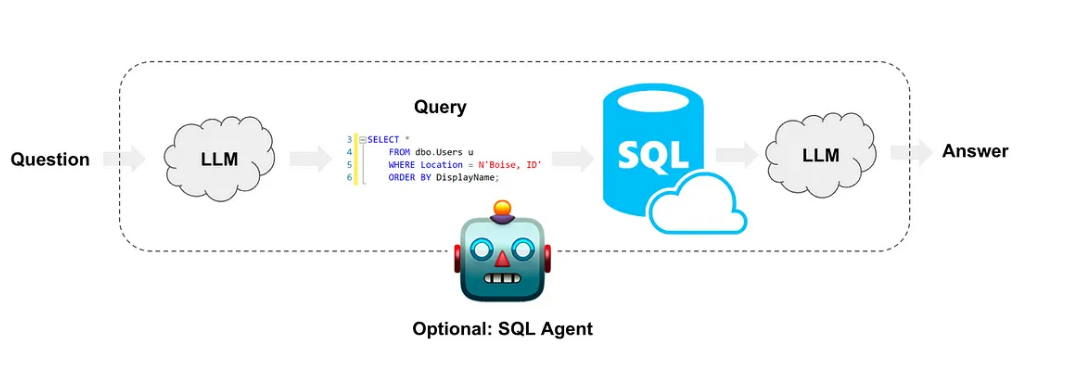 Query
3 SELECT *
4 FROM dbo.Users u
5 WHERE Location = N'Boise, ID'
6 ORDER BY DisplayName;
Question
LLM
SQL
LLM
Answer
Optional: SQL Agent